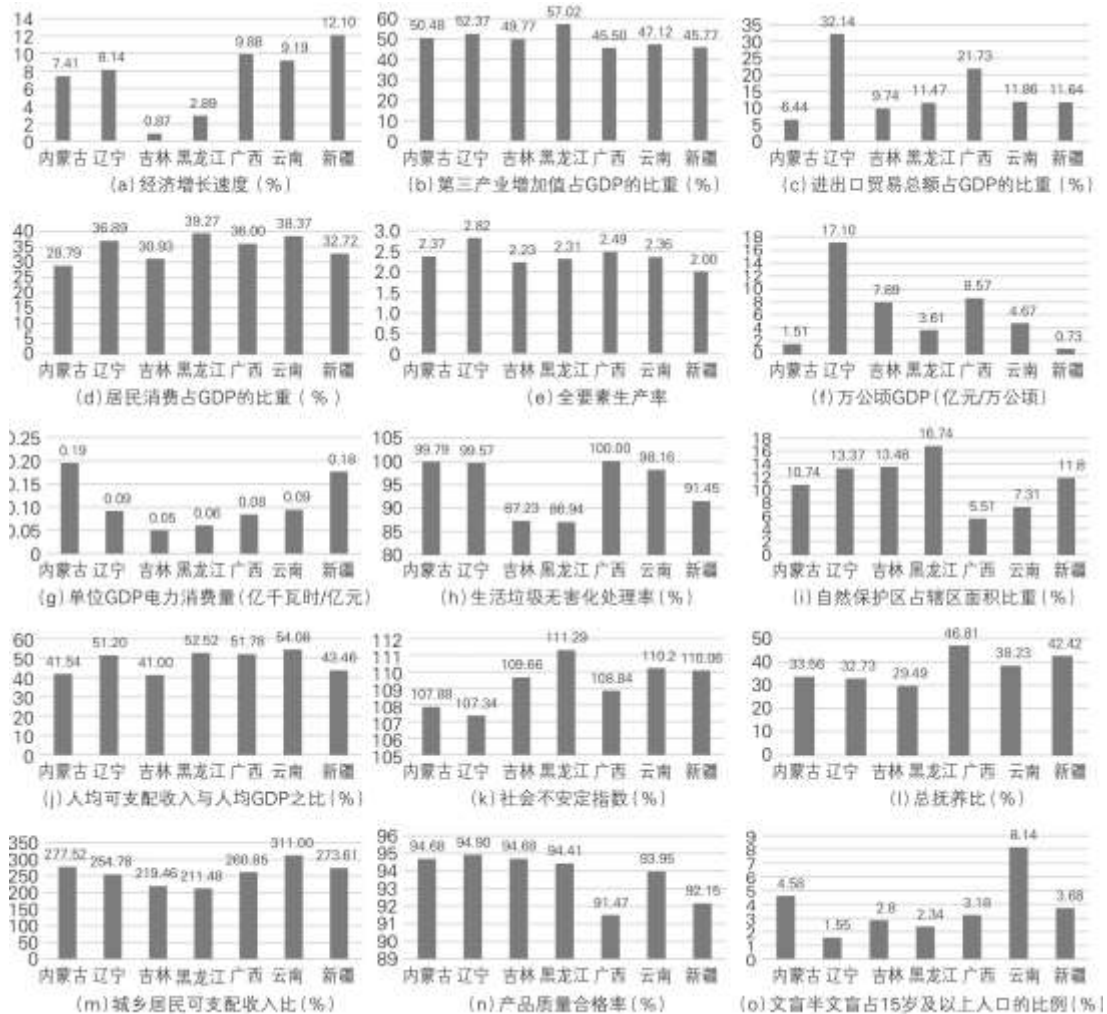 14
12
10
8
6
4
2
0
7.41 8.14 0.87 2.89 9.88 9.19 12.10
内蒙古 辽宁 吉林 黑龙江 广西 云南 新疆
(a)经济增长速度(%)
60
50
40
30
20
10
0
50.48 52.37 49.77 57.02 45.50 47.12 45.77
内蒙古 辽宁 吉林 黑龙江 广西 云南 新疆
(b)第三产业增加值占GDP的比重(%)
35
30
25
20
15
10
5
0
6.44 32.14 9.74 11.47 21.73 11.86 11.64
内蒙古 辽宁 吉林 黑龙江 广西 云南 新疆
(c)进出口贸易总额占GDP的比重(%)
40
35
30
25
20
15
10
5
0
28.79 36.89 30.93 39.27 36.00 38.37 32.72
内蒙古 辽宁 吉林 黑龙江 广西 云南 新疆
(d)居民消费占GDP的比重(%)
3.0
2.5
2.0
1.5
1.0
0.5
0
2.37 2.82 2.23 2.31 2.49 2.36 2.00
内蒙古 辽宁 吉林 黑龙江 广西 云南 新疆
(e)全要素生产率
18
16
14
12
10
8
6
4
2
0
1.51 17.10 7.89 3.61 8.57 4.67 0.73
内蒙古 辽宁 吉林 黑龙江 广西 云南 新疆
(f)万公顷GDP(亿元/万公顷)
0.25
0.20
0.15
0.10
0.05
0
0.19 0.09 0.05 0.06 0.08 0.09 0.18
内蒙古 辽宁 吉林 黑龙江 广西 云南 新疆
(g)单位GDP电力消费量(亿千瓦时/亿元)
105
100
95
90
85
80
99.79 99.57 87.23 86.94 100.00 98.16 91.45
内蒙古 辽宁 吉林 黑龙江 广西 云南 新疆
(h)生活垃圾无害化处理率(%)
18
16
14
12
10
8
6
4
2
0
10.74 13.37 13.48 16.74 5.51 7.31 11.8
内蒙古 辽宁 吉林 黑龙江 广西 云南 新疆
(i)自然保护区占辖区面积比重(%)
60
50
40
30
20
10
0
41.54 51.20 41.00 52.52 51.78 54.08 43.46
内蒙古 辽宁 吉林 黑龙江 广西 云南 新疆
(j)人均可支配收入与人均GDP之比(%)
112
111
110
109
108
107
106
105
107.88 107.34 109.66 111.29 108.84 110.2 110.06
内蒙古 辽宁 吉林 黑龙江 广西 云南 新疆
(k)社会不安定指数(%)
50
40
30
20
10
0
33.56 32.73 29.49 46.81 38.23 42.42
内蒙古 辽宁 吉林 黑龙江 广西 云南 新疆
(l)总抚养比(%)
350
300
250
200
150
100
50
0
277.52 254.78 219.46 211.48 260.85 311.00 273.61
内蒙古 辽宁 吉林 黑龙江 广西 云南 新疆
(m)城乡居民可支配收入比(%)
96
95
94
93
92
91
90
89
94.68 94.90 94.68 94.41 91.47 93.95 92.15
内蒙古 辽宁 吉林 黑龙江 广西 云南 新疆
(n)产品质量合格率(%)
9
8
7
6
5
4
3
2
1
0
4.58 1.55 2.8 2.34 3.18 8.14 3.68
内蒙古 辽宁 吉林 黑龙江 广西 云南 新疆
(o)文盲半文盲占15岁及以上人口的比例(%)